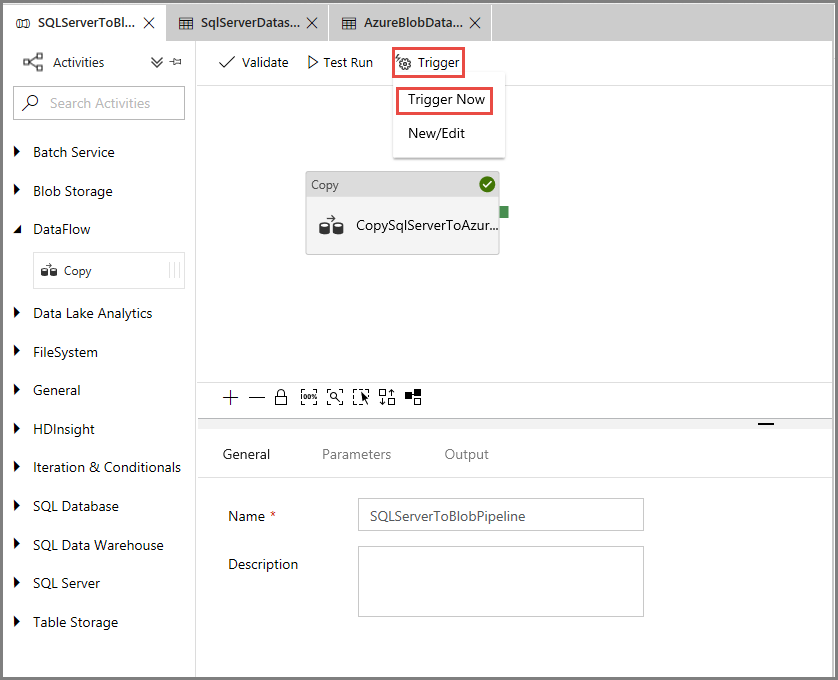 SQLServerToBl...
SqlServerDatas...
AzureBlobData...
Activities
Validate
Test Run
Trigger
Search Activities
Trigger Now
New/Edit
Batch Service
Blob Storage
DataFlow
Copy
Data Lake Analytics
FileSystem
General
HDInsight
Iteration & Conditionals
SQL Database
SQL Data Warehouse
SQL Server
Table Storage
Copy
CopySqlServerToAzur...
100%
General
Parameters
Output
Name *
SQLServerToBlobPipeline
Description